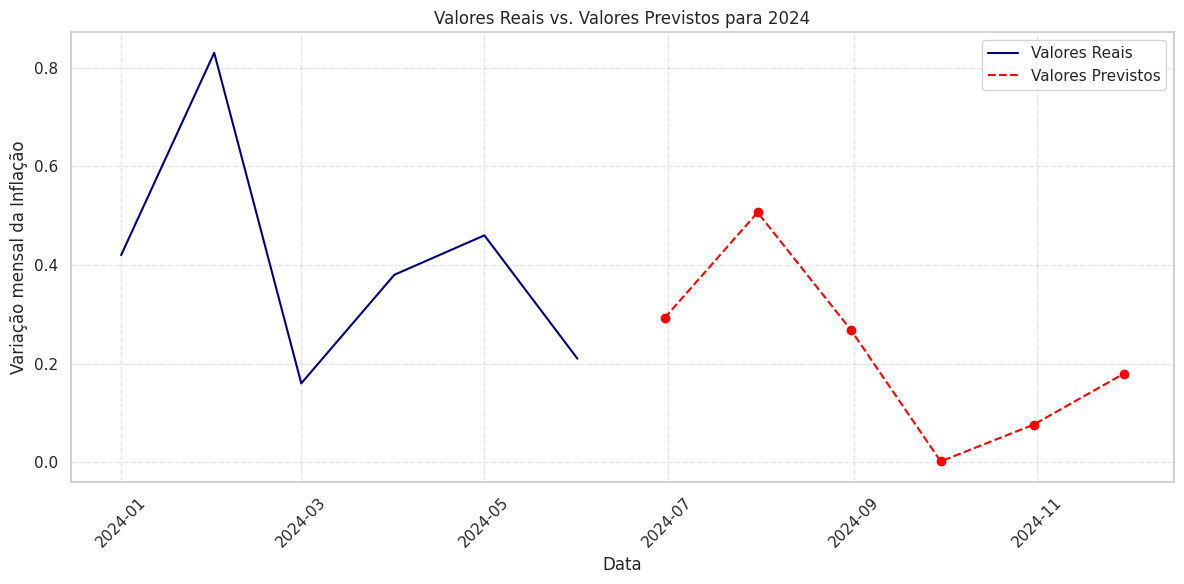 Valores Reais vs. Valores Previstos para 2024
Valores Reais
Valores Previstos
Variação mensal da Inflação
0.8
0.6
0.4
0.2
0.0
2024-01
2024-03
2024-05
2024-07
2024-09
2024-11
Data